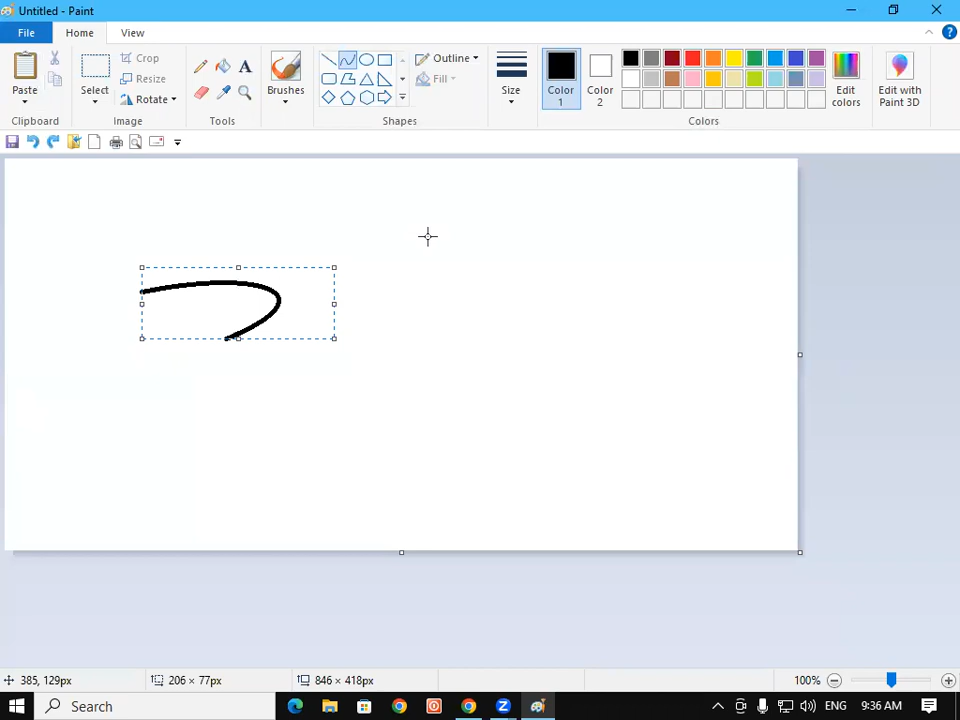 Untitled - Paint
File Home View
Paste
Clipboard
Select
Crop
Resize
Rotate
Image
A
Tools
Brushes
Outline
Fill
Shapes
Size
Color 1
Color 2
Edit colors
Colors
Edit with Paint 3D
385, 129px
206 × 77px
846 × 418px
100%
Search
ENG
9:36 AM